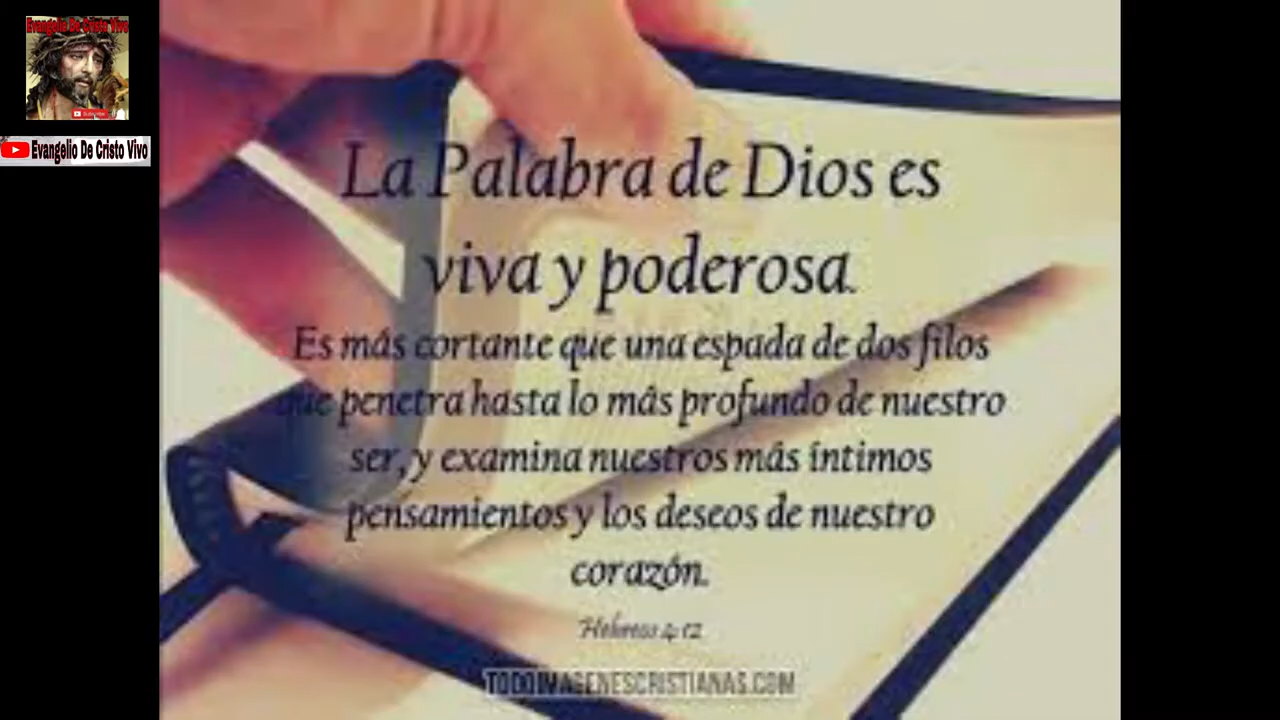 Evangelio De Cristo Vivo
Evangelio De Cristo Vivo
La Palabra de Dios es
viva y poderosa.
Es más cortante que una espada de dos filos
que penetra hasta lo más profundo de nuestro
ser, y examina nuestros más íntimos
pensamientos y los deseos de nuestro
corazón.
Hebreos 4:12
TODOIMAGENESCRISTIANAS.COM